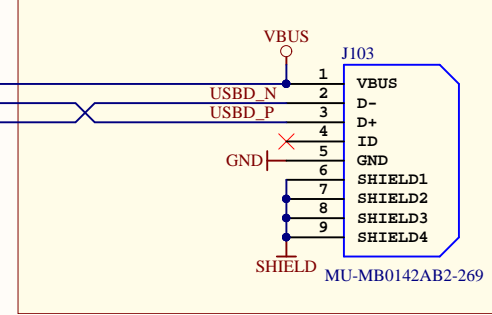 VBUS
J103
1 VBUS
USBD_N 2 D-
USBD_P 3 D+
4 ID
GND 5 GND
6 SHIELD1
7 SHIELD2
8 SHIELD3
9 SHIELD4
SHIELD
MU-MB0142AB2-269